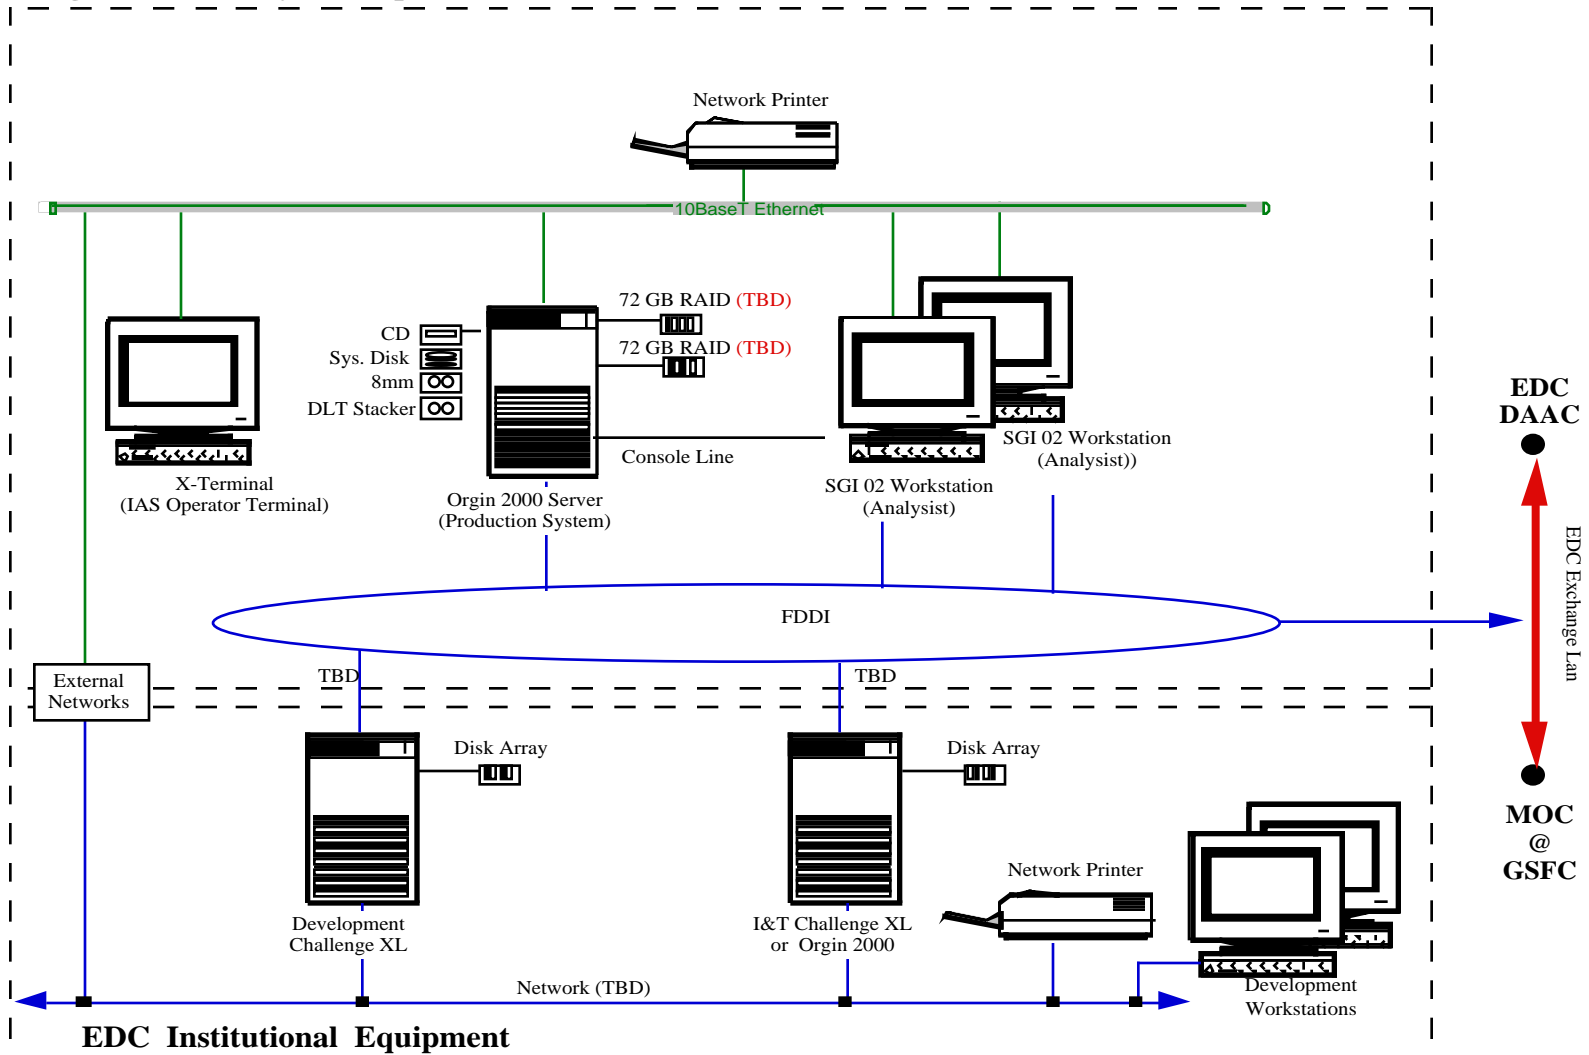 Network Printer
10BaseT Ethernet
72 GB RAID (TBD)
CD
Sys. Disk
72 GB RAID (TBD)
8mm
DLT Stacker
Console Line
X-Terminal
(IAS Operator Terminal)
Orgin 2000 Server
(Production System)
SGI 02 Workstation
(Analysist)
SGI 02 Workstation
(Analysist))
EDC
DAAC
EDC Exchange Lan
FDDI
TBD
TBD
External
Networks
Disk Array
Disk Array
MOC
@
GSFC
Development
Challenge XL
I&T Challenge XL
or Orgin 2000
Network Printer
Development
Workstations
Network (TBD)
EDC Institutional Equipment